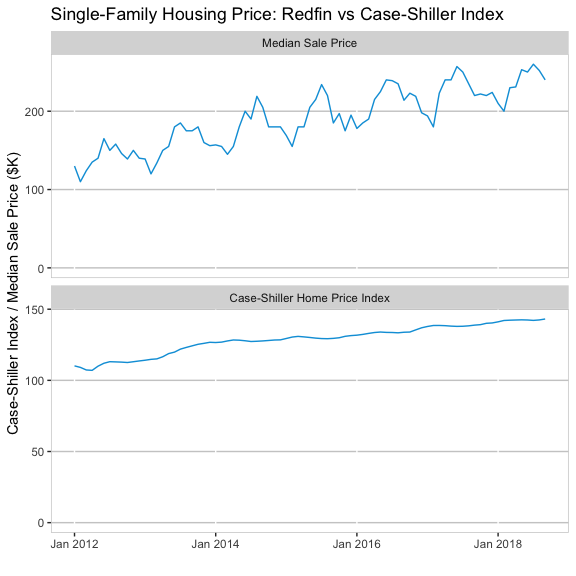 Single-Family Housing Price: Redfin vs Case-Shiller Index
Median Sale Price
200
100
0
Case-Shiller Index / Median Sale Price ($K)
Case-Shiller Home Price Index
150
100
50
0
Jan 2012 Jan 2014 Jan 2016 Jan 2018